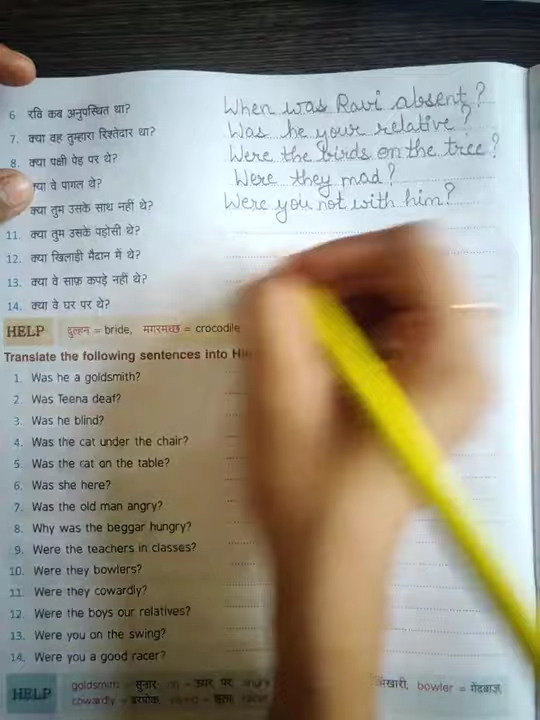 6 रवि कब अनुपस्थित था? When was Ravi absent?
7. क्या वह तुम्हारा रिश्तेदार था? Was he your relative?
8. क्या पक्षी पेड़ पर थे? Were the birds on the tree?
क्या वे पागल थे? Were they mad?
क्या तुम उसके साथ नहीं थे? Were you not with him?
11. क्या तुम उसके पड़ोसी थे?
12. क्या खिलाड़ी मैदान में थे?
13. क्या वे साफ़ कपड़े नहीं थे?
14. क्या वे घर पर थे?
HELP दुल्हन = bride, मगरमच्छ = crocodile
Translate the following sentences into
1. Was he a goldsmith?
2. Was Teena deaf?
3. Was he blind?
4. Was the cat under the chair?
5. Was the rat on the table?
6. Was she here?
7. Was the old man angry?
8. Why was the beggar hungry?
9. Were the teachers in classes?
10. Were they bowlers?
11. Were they cowardly?
12. Were the boys our relatives?
13. Were you on the swing?
14. Were you a good racer?
HELP goldsmith = सुनार, on = ऊपर, पर, angry भिखारी, bowler = गेंदबाज़,
cowardly = डरपोक, swing = झूला, racer